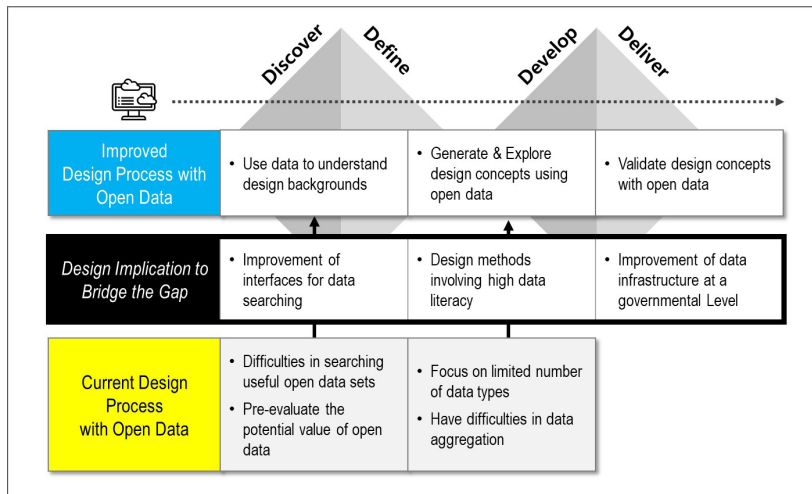 Discover
Define
Develop
Deliver
Improved
Design Process with
Open Data
• Use data to understand
design backgrounds
• Generate & Explore
design concepts using
open data
• Validate design concepts
with open data
Design Implication to
Bridge the Gap
• Improvement of
interfaces for data
searching
• Design methods
involving high data
literacy
• Improvement of data
infrastructure at a
governmental Level
Current Design
Process
with Open Data
• Difficulties in searching
useful open data sets
• Pre-evaluate the
potential value of open
data
• Focus on limited number
of data types
• Have difficulties in data
aggregation